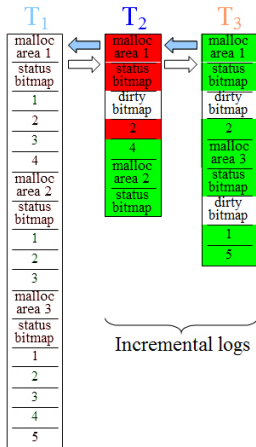 T1
malloc
area 1
status
bitmap
1
2
3
4
malloc
area 2
status
bitmap
1
2
3
malloc
area 3
status
bitmap
1
2
3
4
5
T2
malloc
area 1
status
bitmap
dirty
bitmap
2
4
malloc
area 2
status
bitmap
T3
malloc
area 1
status
bitmap
dirty
bitmap
2
malloc
area 3
status
bitmap
dirty
bitmap
1
5
Incremental logs